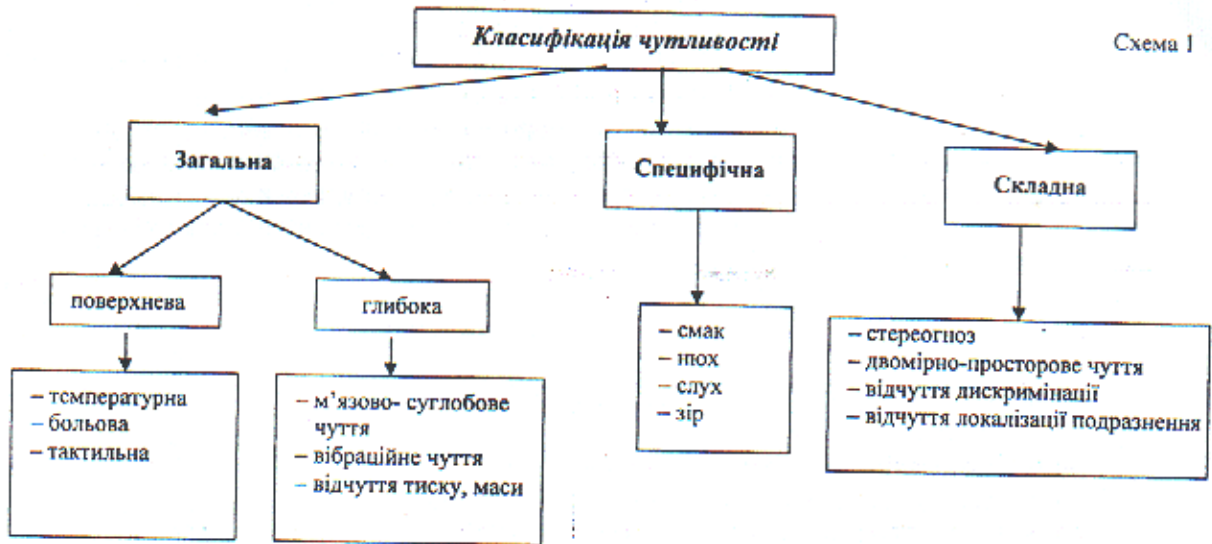 Класифікація чутливості
Схема 1
Загальна
Специфічна
Складна
поверхнева
глибока
– температурна
– больова
– тактильна
– м’язово- суглобове
чуття
– вібраційне чуття
– відчуття тиску, маси
– смак
– нюх
– слух
– зір
– стереогноз
– двомірно-просторове чуття
– відчуття дискримінації
– відчуття локалізації подразнення